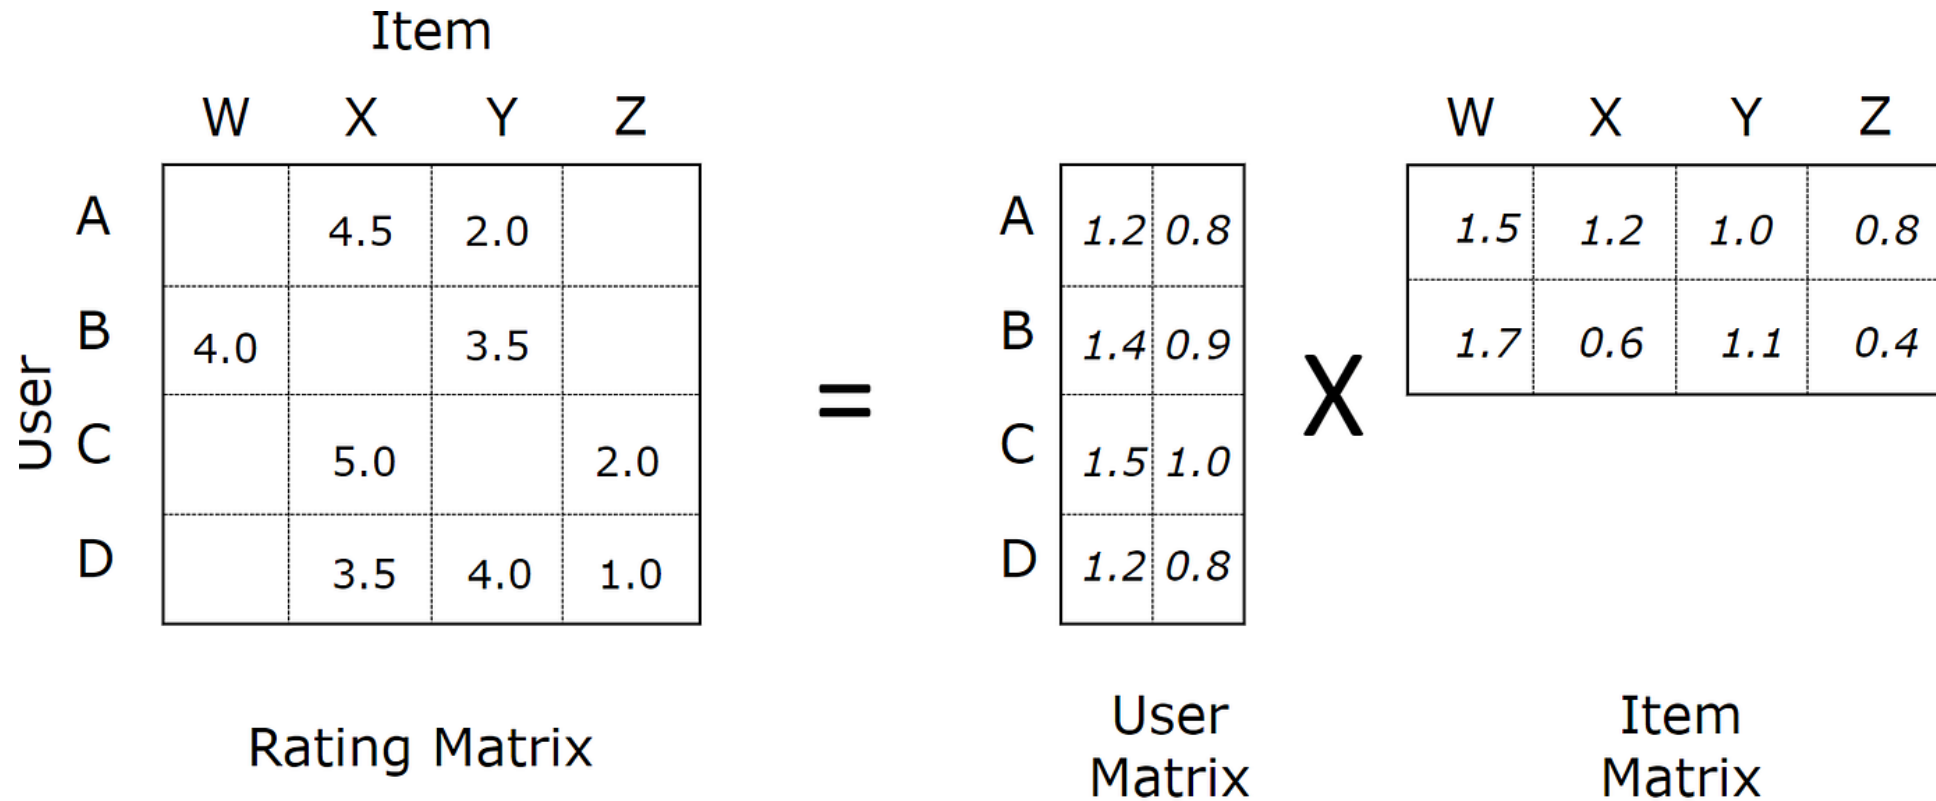 Item
W X Y Z
A 4.5 2.0
B 4.0 3.5
C 5.0 2.0
D 3.5 4.0 1.0
User
Rating Matrix
=
A 1.2 0.8
B 1.4 0.9
C 1.5 1.0
D 1.2 0.8
User
Matrix
X
W X Y Z
1.5 1.2 1.0 0.8
1.7 0.6 1.1 0.4
Item
Matrix